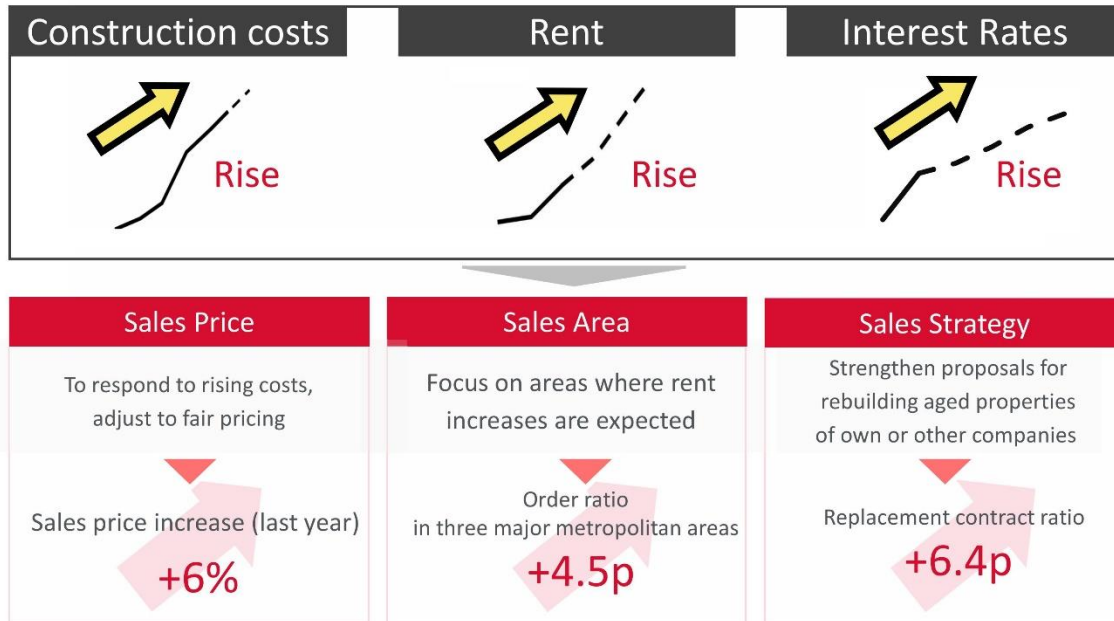 Construction costs
Rent
Interest Rates
Rise
Rise
Rise
Sales Price
To respond to rising costs,
adjust to fair pricing
Sales price increase (last year)
+6%
Sales Area
Focus on areas where rent
increases are expected
Order ratio
in three major metropolitan areas
+4.5p
Sales Strategy
Strengthen proposals for
rebuilding aged properties
of own or other companies
Replacement contract ratio
+6.4p